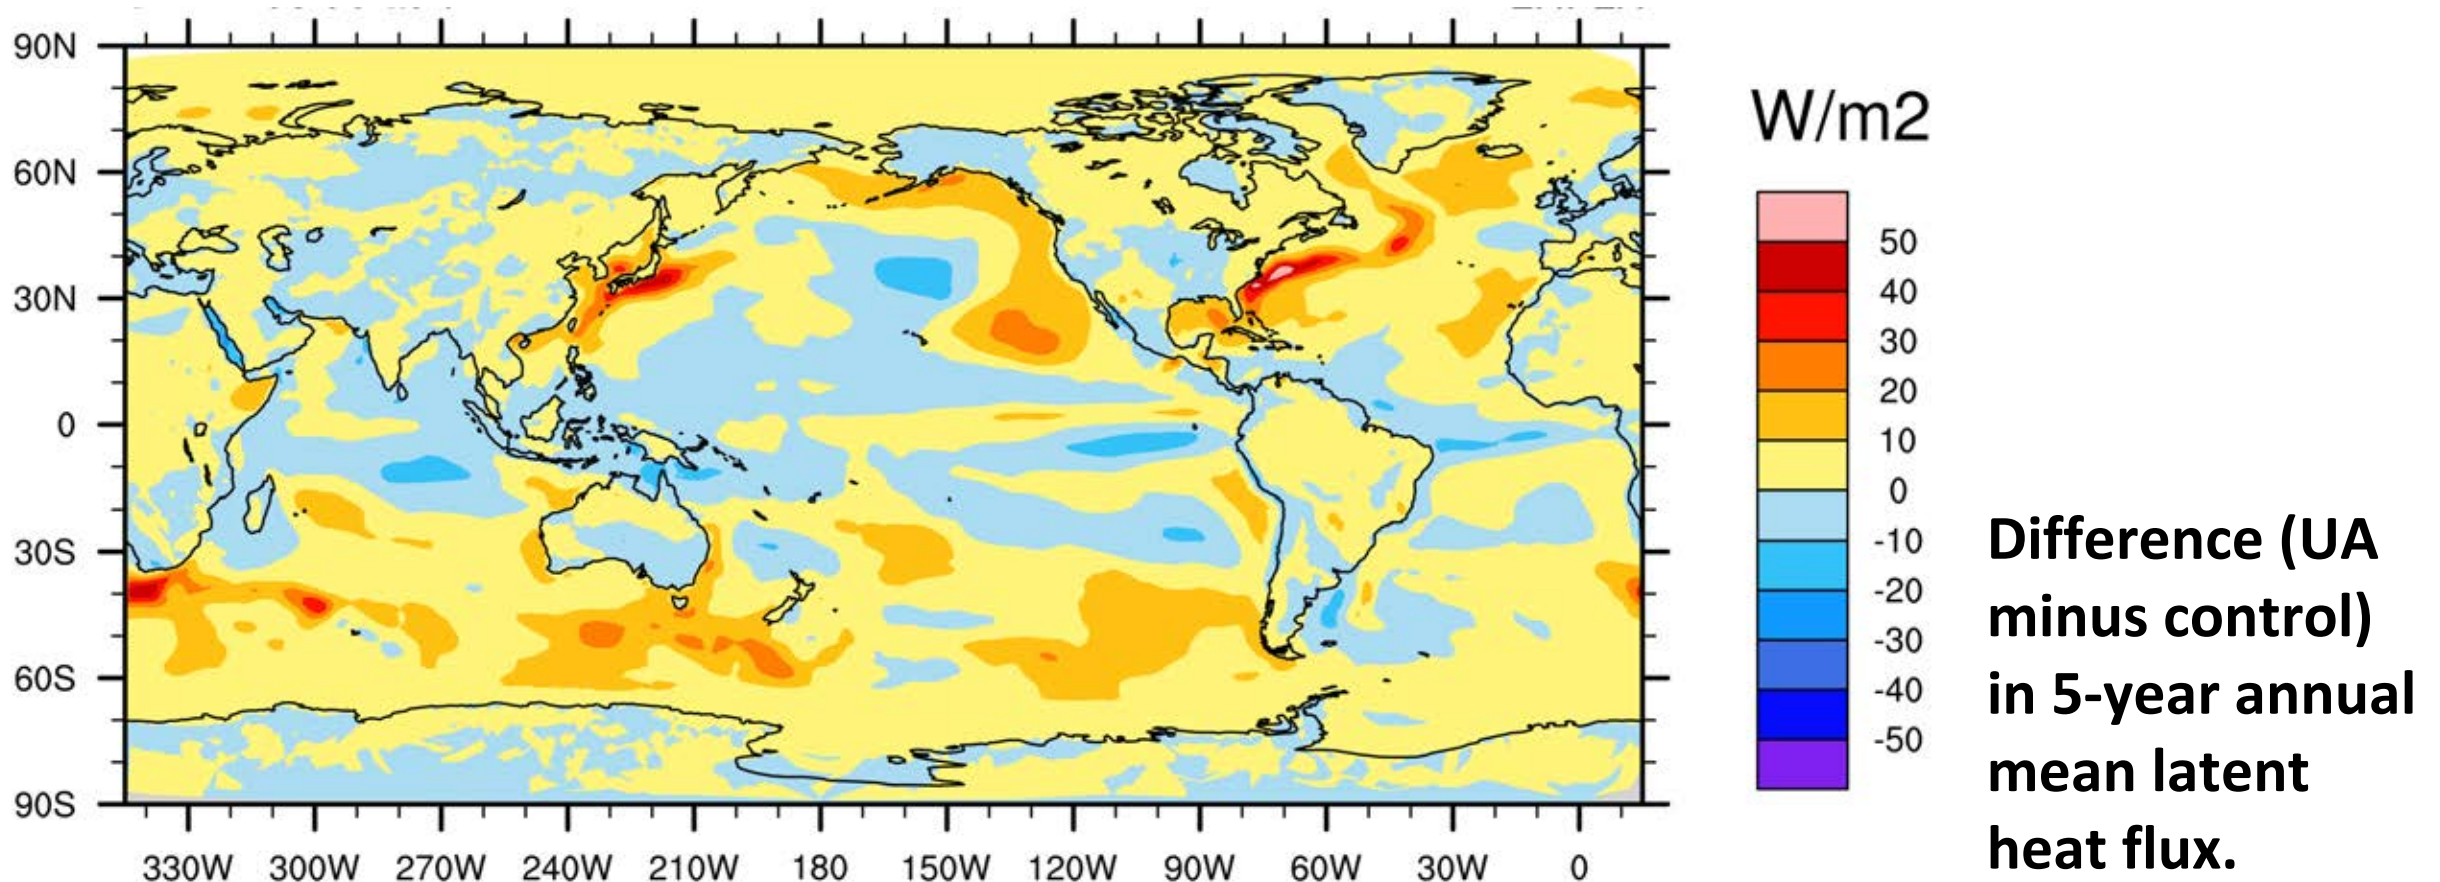 90N
60N
30N
0
30S
60S
90S
330W 300W 270W 240W 210W 180 150W 120W 90W 60W 30W 0
W/m2
50
40
30
20
10
0
-10
-20
-30
-40
-50
Difference (UA
minus control)
in 5-year annual
mean latent
heat flux.